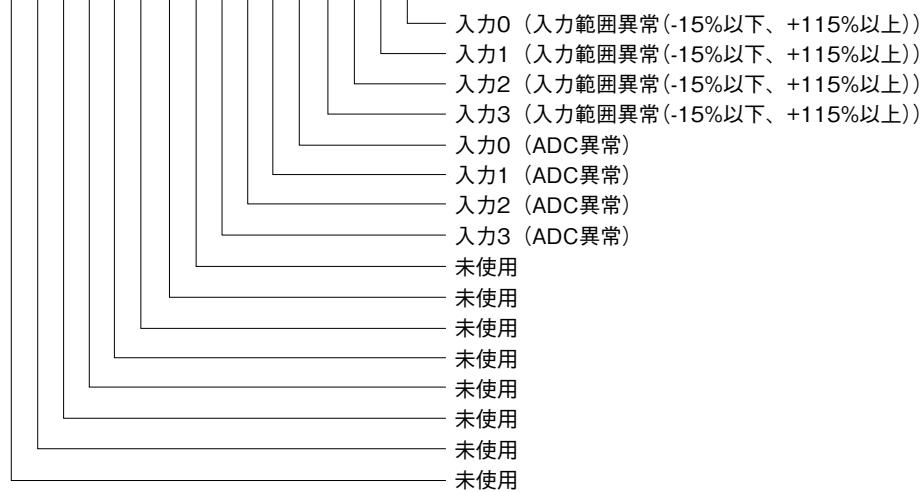 入力0（入力範囲異常(-15%以下、+115%以上)）
入力1（入力範囲異常(-15%以下、+115%以上)）
入力2（入力範囲異常(-15%以下、+115%以上)）
入力3（入力範囲異常(-15%以下、+115%以上)）
入力0（ADC異常）
入力1（ADC異常）
入力2（ADC異常）
入力3（ADC異常）
未使用
未使用
未使用
未使用
未使用
未使用
未使用
未使用